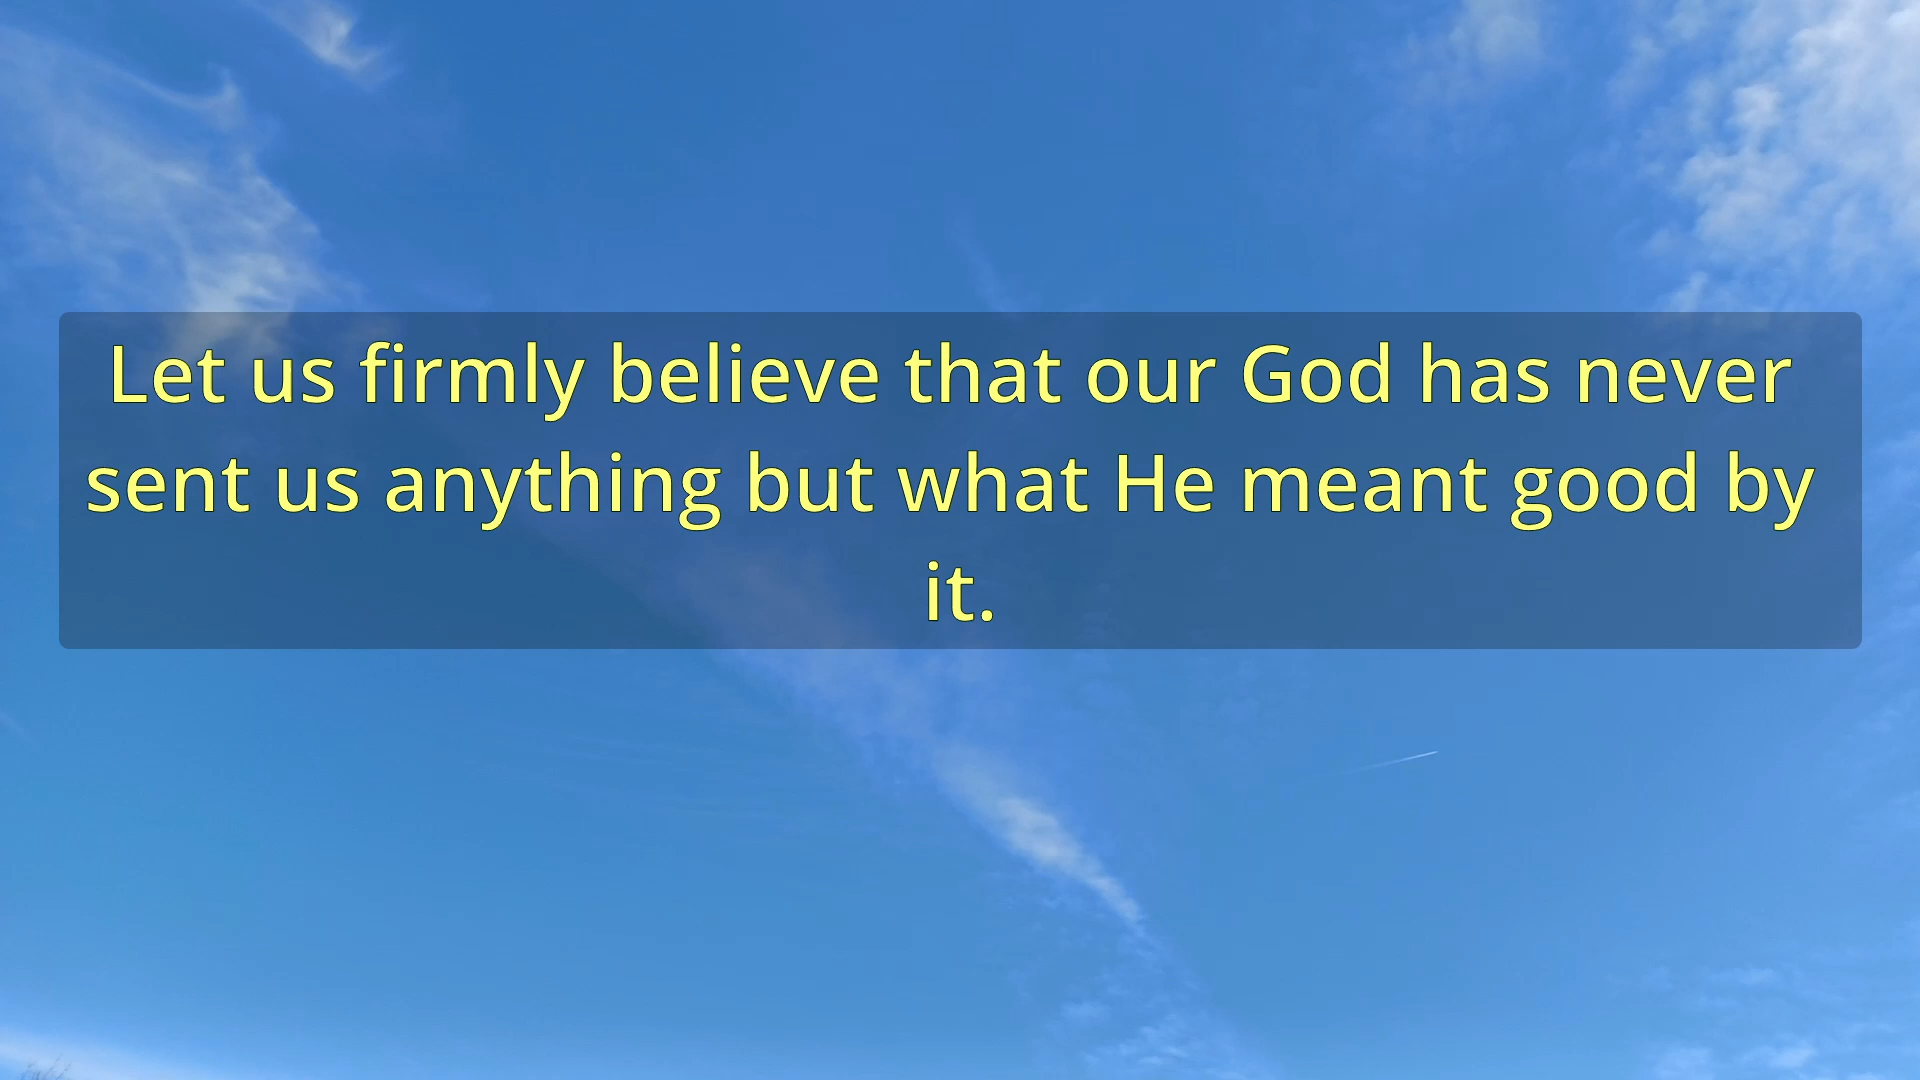 Let us firmly believe that our God has never
sent us anything but what He meant good by
it.